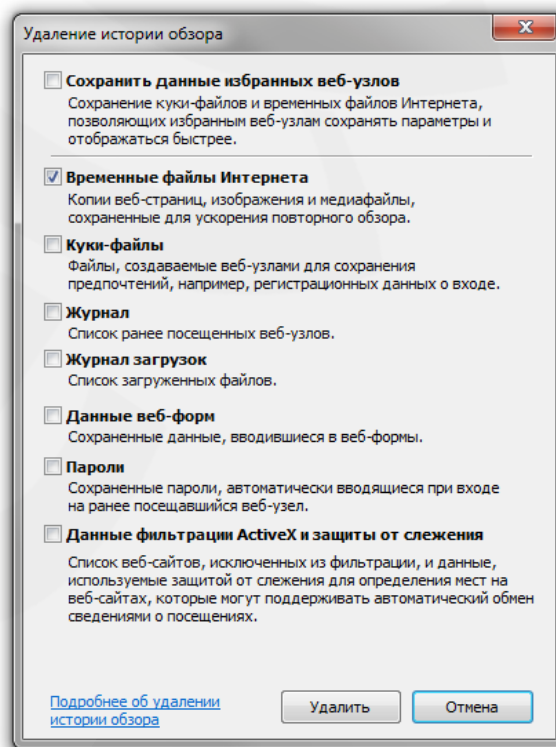 Удаление истории обзора
Сохранить данные избранных веб-узлов
Сохранение куки-файлов и временных файлов Интернета,
позволяющих избранным веб-узлам сохранять параметры и
отображаться быстрее.
Временные файлы Интернета
Копии веб-страниц, изображения и медиафайлы,
сохраненные для ускорения повторного обзора.
Куки-файлы
Файлы, создаваемые веб-узлами для сохранения
предпочтений, например, регистрационных данных о входе.
Журнал
Список ранее посещенных веб-узлов.
Журнал загрузок
Список загруженных файлов.
Данные веб-форм
Сохраненные данные, вводившиеся в веб-формы.
Пароли
Сохраненные пароли, автоматически вводящиеся при входе
на ранее посещавшийся веб-узел.
Данные фильтрации ActiveX и защиты от слежения
Список веб-сайтов, исключенных из фильтрации, и данные,
используемые защитой от слежения для определения мест на
веб-сайтах, которые могут поддерживать автоматический обмен
сведениями о посещениях.
Подробнее об удалении
истории обзора
Удалить
Отмена